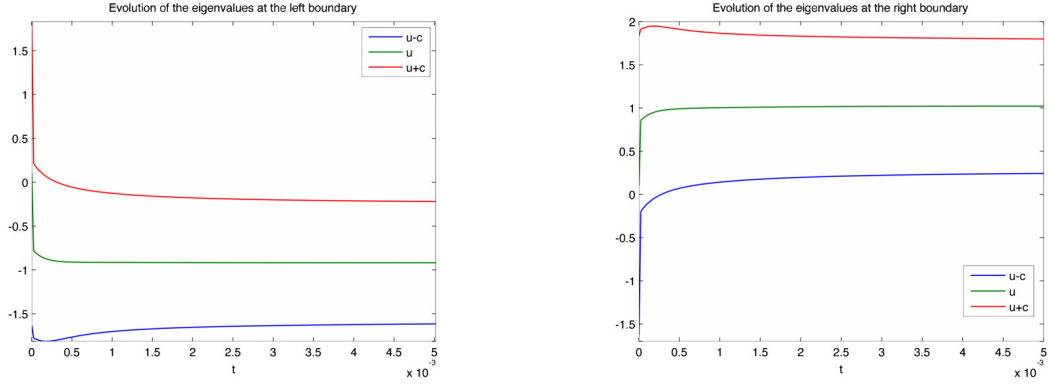 Evolution of the eigenvalues at the left boundary
1.5
1
0.5
0
-0.5
-1
-1.5
u-c
u
u+c
0 0.5 1 1.5 2 2.5 3 3.5 4 4.5 5
t
x 10⁻³
Evolution of the eigenvalues at the right boundary
2
1.5
1
0.5
0
-0.5
-1
-1.5
u-c
u
u+c
0 0.5 1 1.5 2 2.5 3 3.5 4 4.5 5
t
x 10⁻³